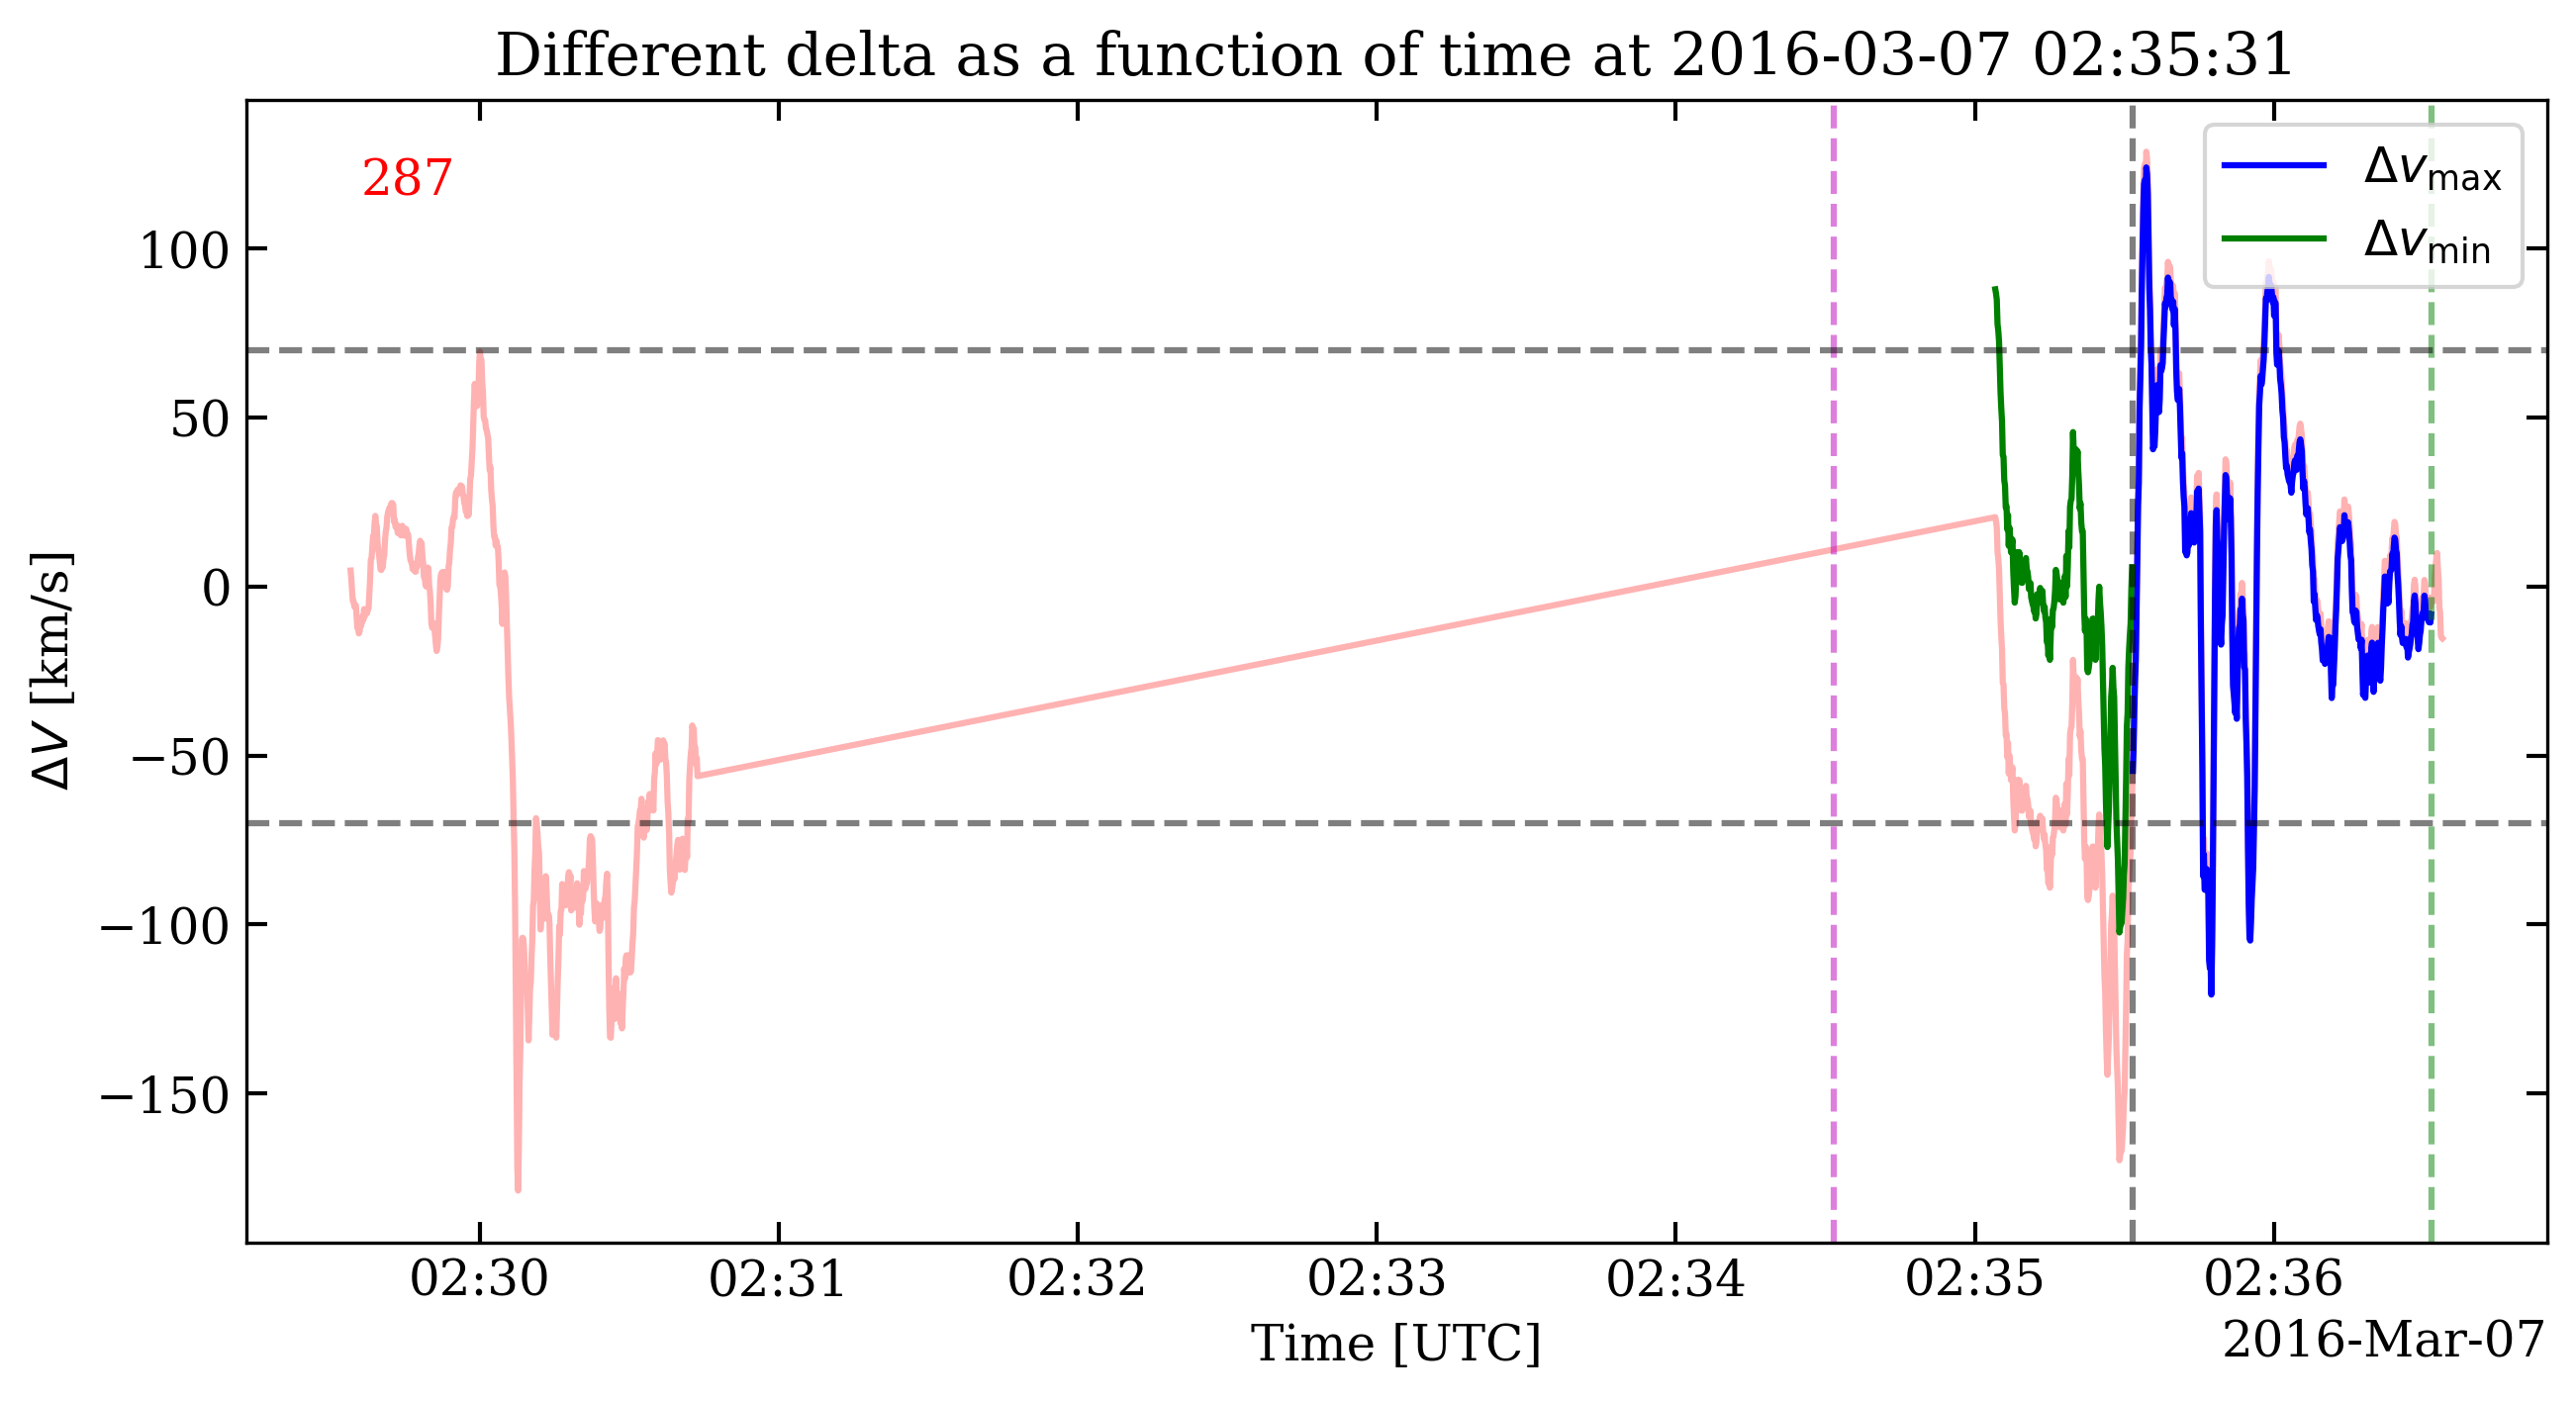 Different delta as a function of time at 2016-03-07 02:35:31
287
Δv_max
Δv_min
ΔV [km/s]
100
50
0
−50
−100
−150
02:30 02:31 02:32 02:33 02:34 02:35 02:36
Time [UTC]
2016-Mar-07